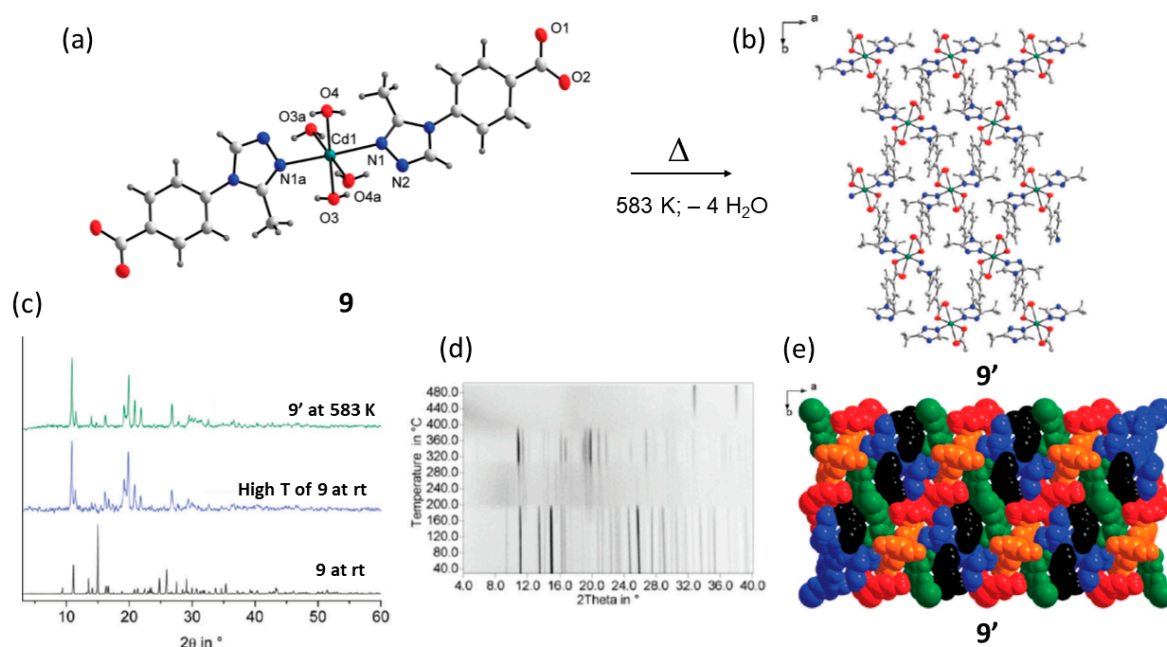 (a)
O1
O2
O4
O3a
Cd1
N1
N1a
N2
O4a
O3
9
Δ
583 K; – 4 H₂O
(b)
a
b
9’
(c)
9’ at 583 K
High T of 9 at rt
9 at rt
10 20 30 40 50 60
2θ in °
(d)
Temperature in °C
480.0
440.0
400.0
360.0
320.0
280.0
240.0
200.0
160.0
120.0
80.0
40.0
4.0 8.0 12.0 16.0 20.0 24.0 28.0 32.0 36.0 40.0
2Theta in °
(e)
a
b
9’